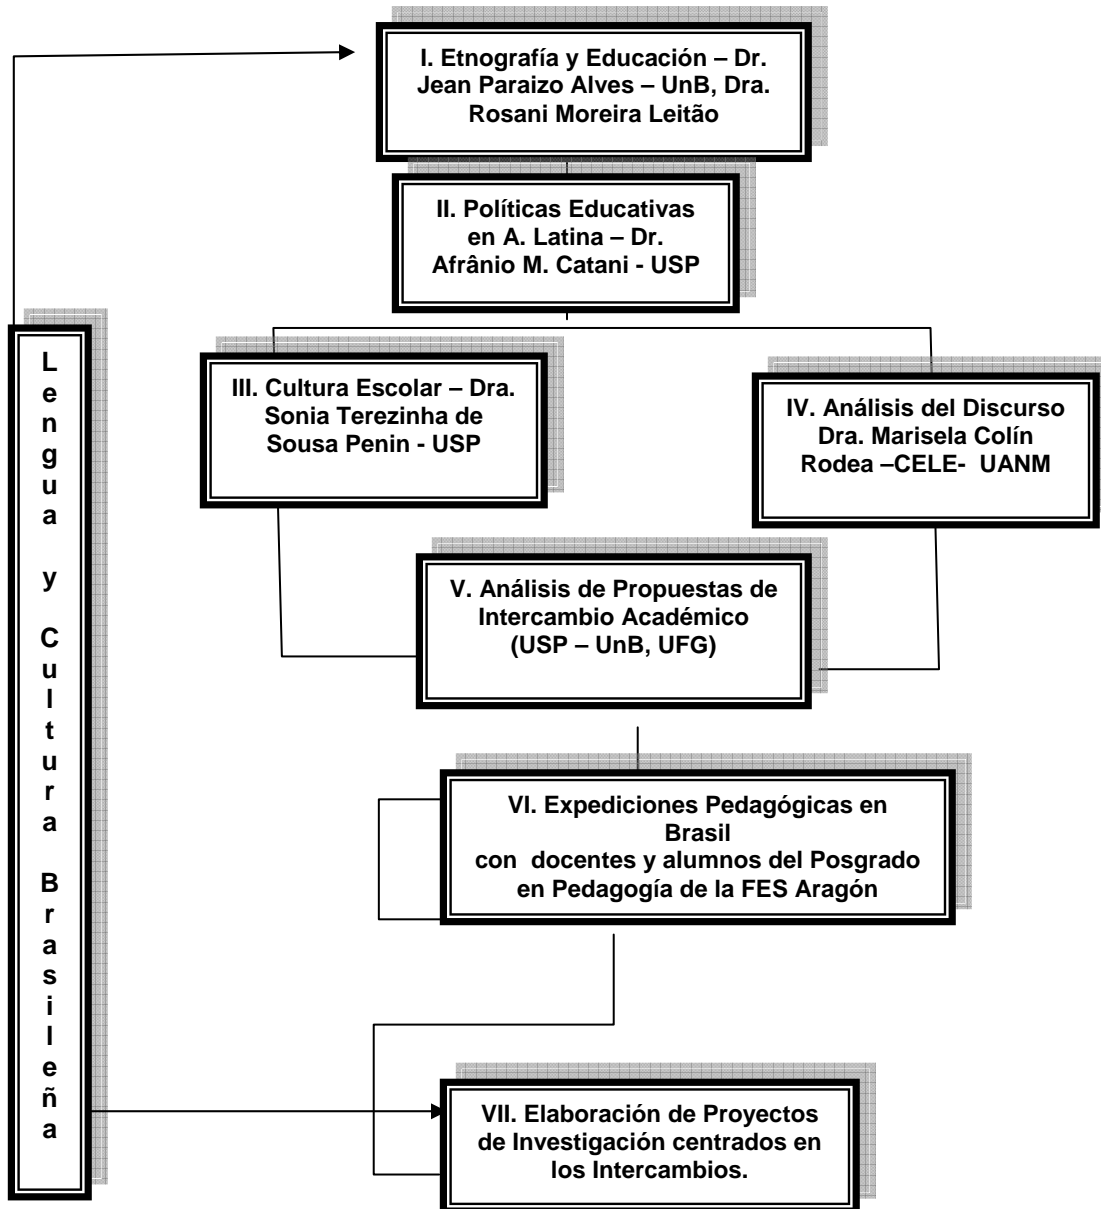 I. Etnografía y Educación – Dr.
Jean Paraizo Alves – UnB, Dra.
Rosani Moreira Leitão
II. Políticas Educativas
en A. Latina – Dr.
Afrânio M. Catani - USP
III. Cultura Escolar – Dra.
Sonia Terezinha de
Sousa Penin - USP
IV. Análisis del Discurso
Dra. Marisela Colín
Rodea –CELE- UANM
V. Análisis de Propuestas de
Intercambio Académico
(USP – UnB, UFG)
VI. Expediciones Pedagógicas en
Brasil
con docentes y alumnos del Posgrado
en Pedagogía de la FES Aragón
VII. Elaboración de Proyectos
de Investigación centrados en
los Intercambios.
Lengua y Cultura Brasileña